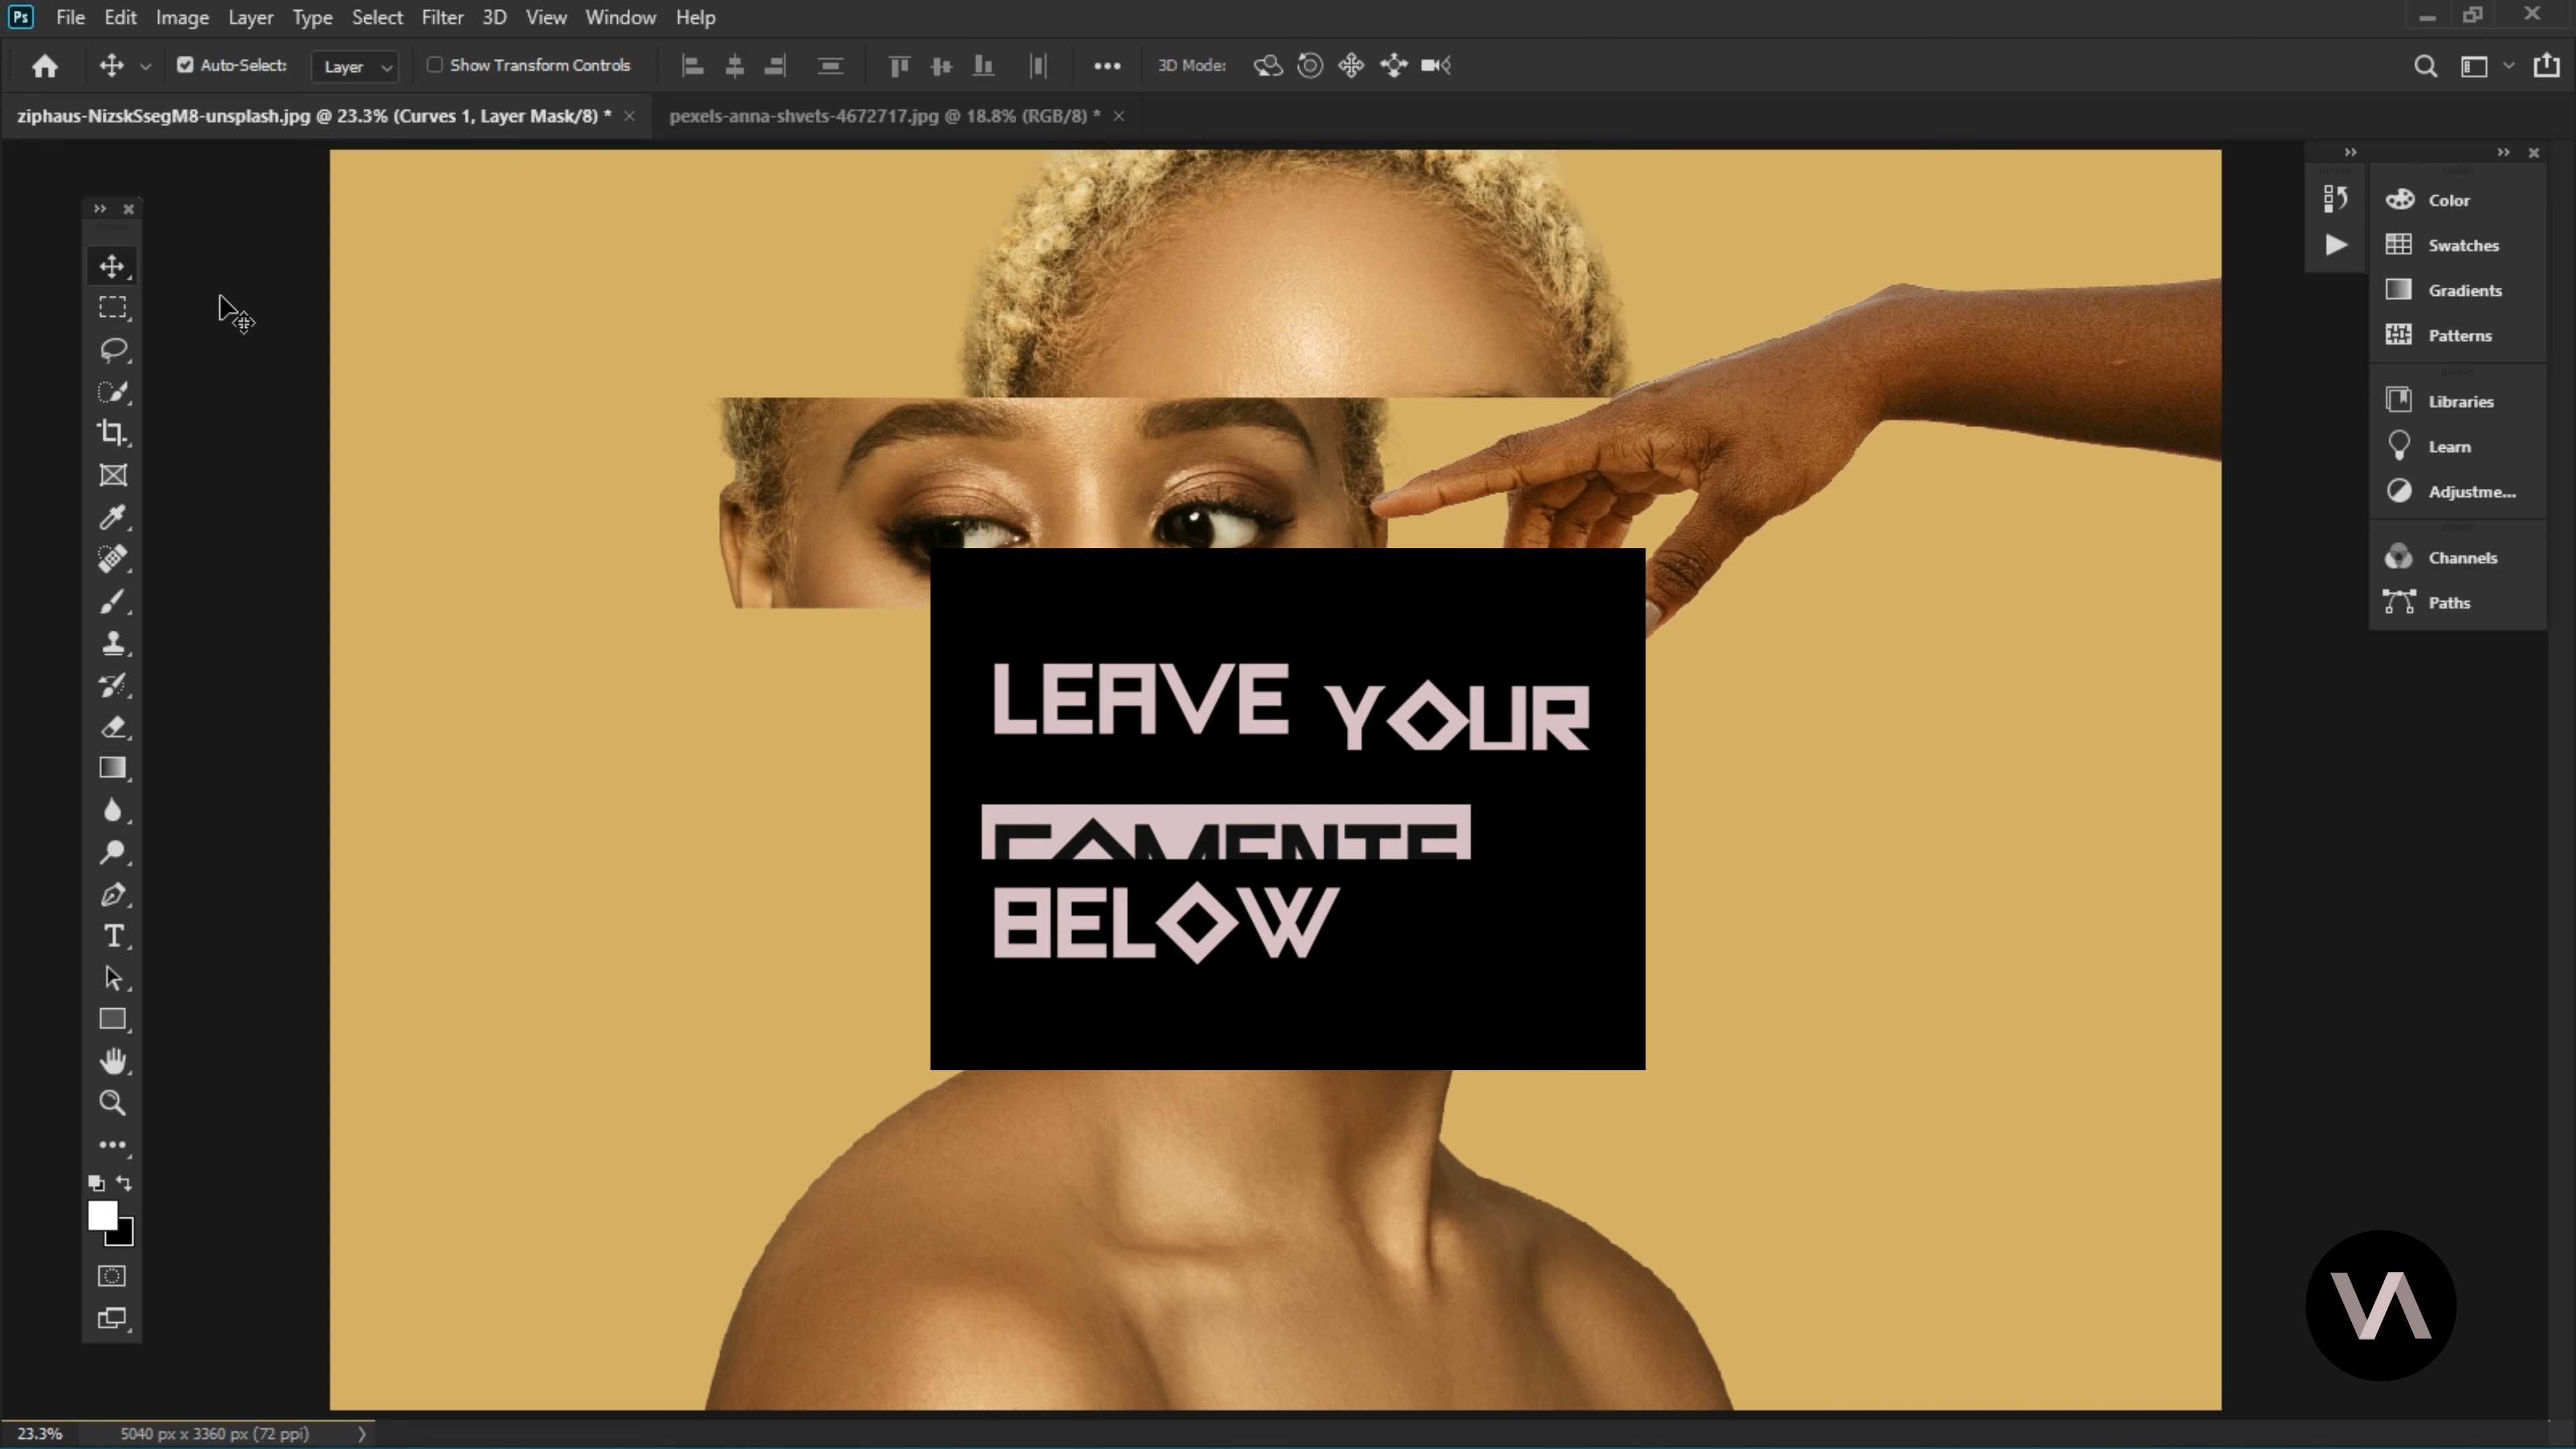 Ps File Edit Image Layer Type Select Filter 3D View Window Help
Auto-Select: Layer Show Transform Controls 3D Mode:
ziphaus-NizskSsegM8-unsplash.jpg @ 23.3% (Curves 1, Layer Mask/8) * × pexels-anna-shvets-4672717.jpg @ 18.8% (RGB/8) * ×
Color
Swatches
Gradients
Patterns
Libraries
Learn
Adjustme...
Channels
Paths
LEAVE YOUR
BELOW
VA
23.3% 5040 px x 3360 px (72 ppi)